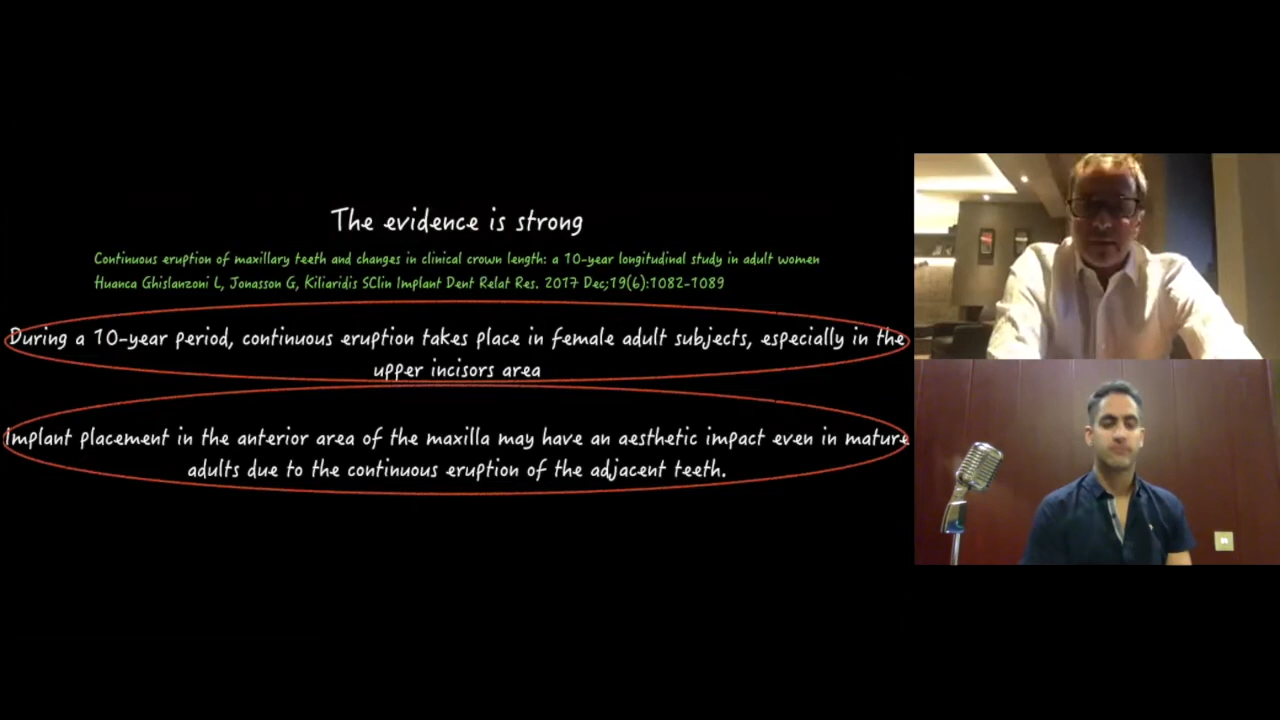 The evidence is strong
Continuous eruption of maxillary teeth and changes in clinical crown length: a 10-year longitudinal study in adult women
Huanca Ghislanzoni L, Jonasson G, Kiliaridis SClin Implant Dent Relat Res. 2017 Dec;19(6):1082-1089
During a 10-year period, continuous eruption takes place in female adult subjects, especially in the
upper incisors area
implant placement in the anterior area of the maxilla may have an aesthetic impact even in mature
adults due to the continuous eruption of the adjacent teeth.